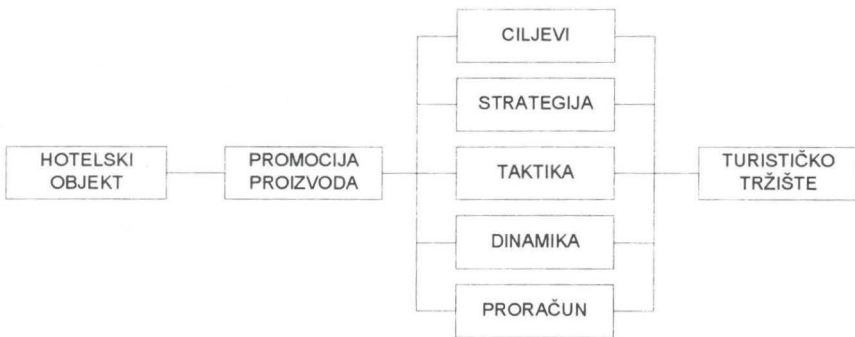 CILJEVI
STRATEGIJA
HOTELSKI
OBJEKT
PROMOCIJA
PROIZVODA
TAKTIKA
TURISTIČKO
TRŽIŠTE
DINAMIKA
PRORAČUN